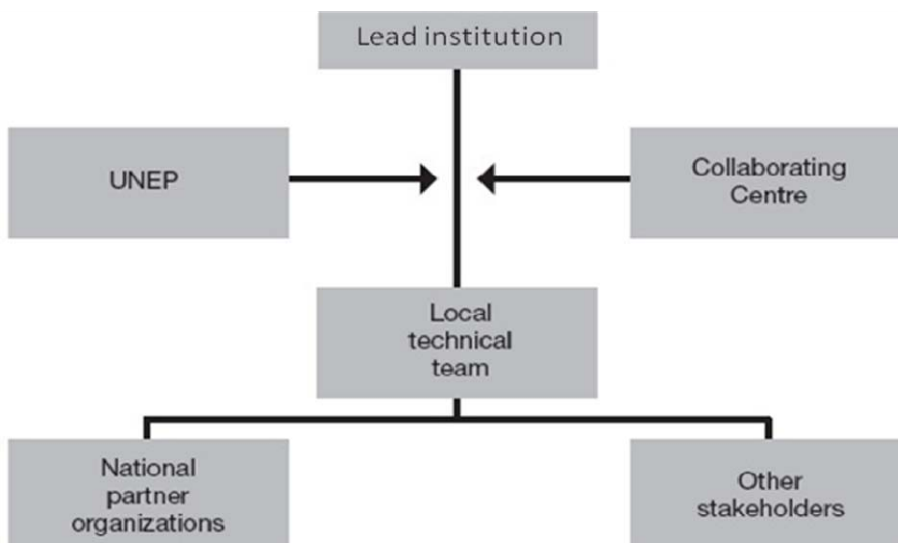 Lead institution
UNEP
Collaborating
Centre
Local
technical
team
National
partner
organizations
Other
stakeholders